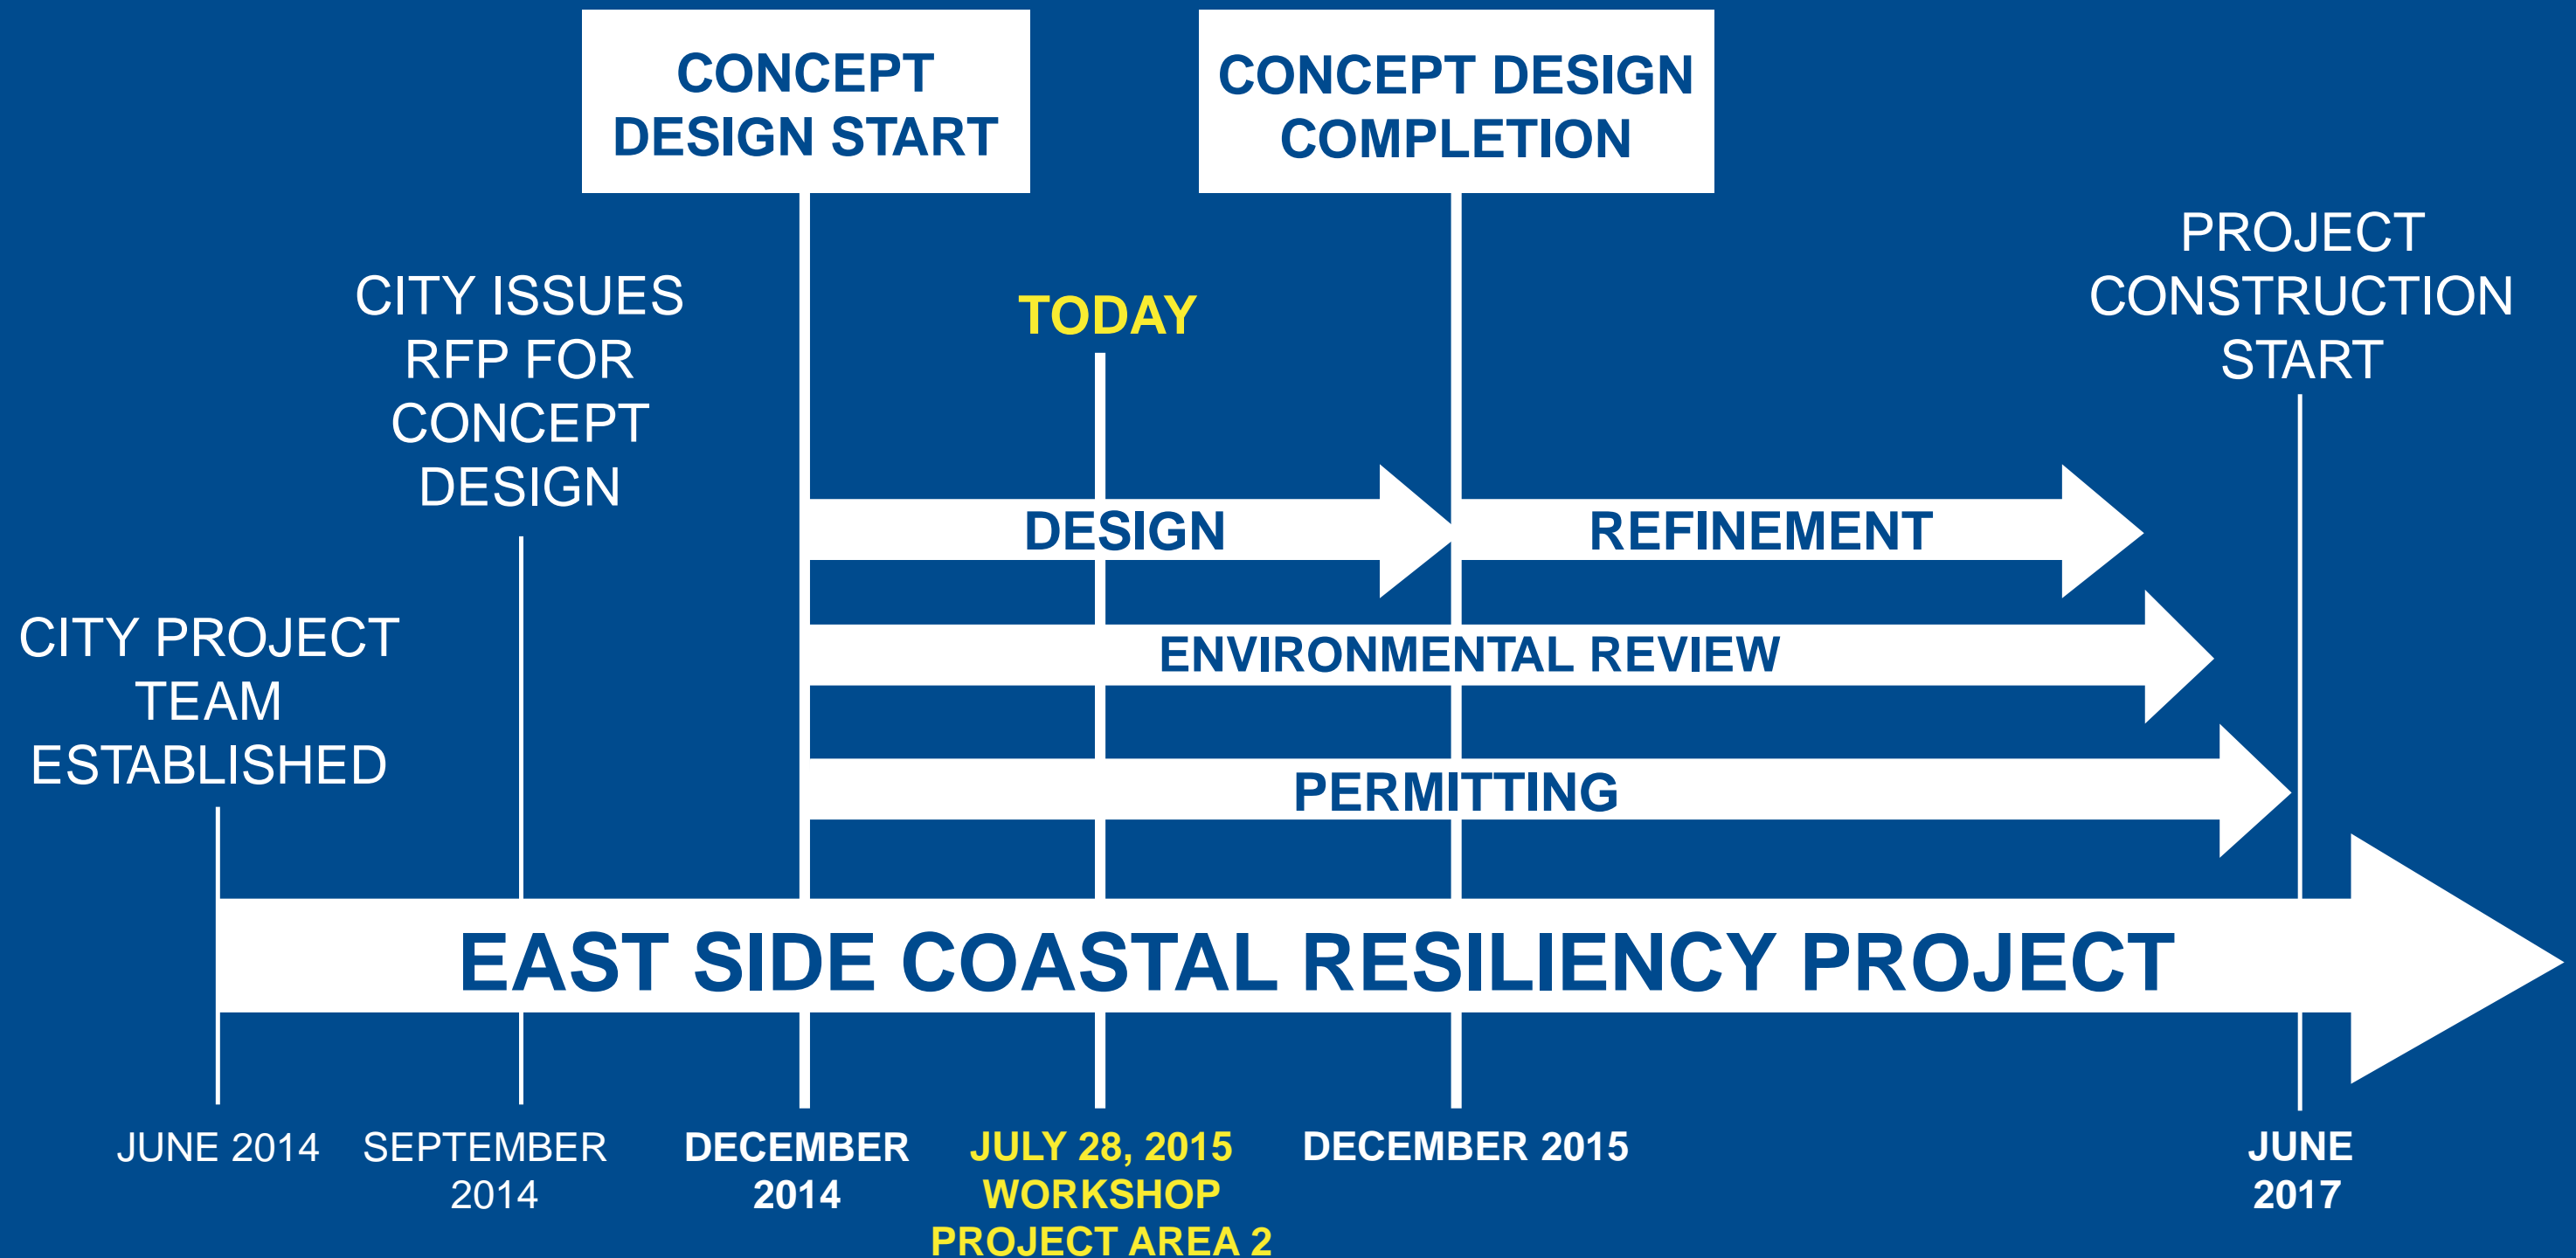 CONCEPT
DESIGN START
CONCEPT DESIGN
COMPLETION
PROJECT
CONSTRUCTION
START
CITY ISSUES
RFP FOR
CONCEPT
DESIGN
TODAY
CITY PROJECT
TEAM
ESTABLISHED
DESIGN
REFINEMENT
ENVIRONMENTAL REVIEW
PERMITTING
EAST SIDE COASTAL RESILIENCY PROJECT
JUNE 2014
SEPTEMBER
2014
DECEMBER
2014
JULY 28, 2015
WORKSHOP
PROJECT AREA 2
DECEMBER 2015
JUNE
2017